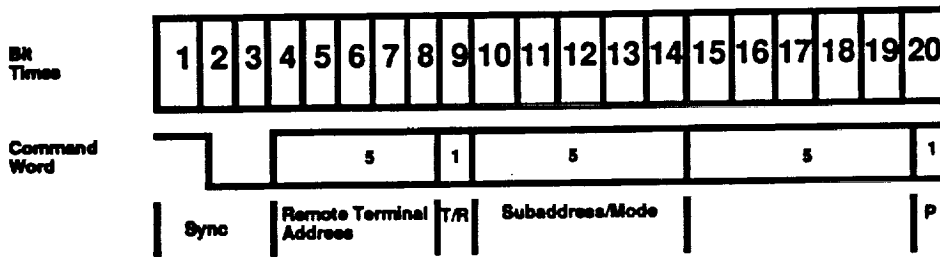 Bit
Times
1 2 3 4 5 6 7 8 9 10 11 12 13 14 15 16 17 18 19 20
Command
Word
5 1 5 5 1
Sync
Remote Terminal
Address
T/R
Subaddress/Mode
P